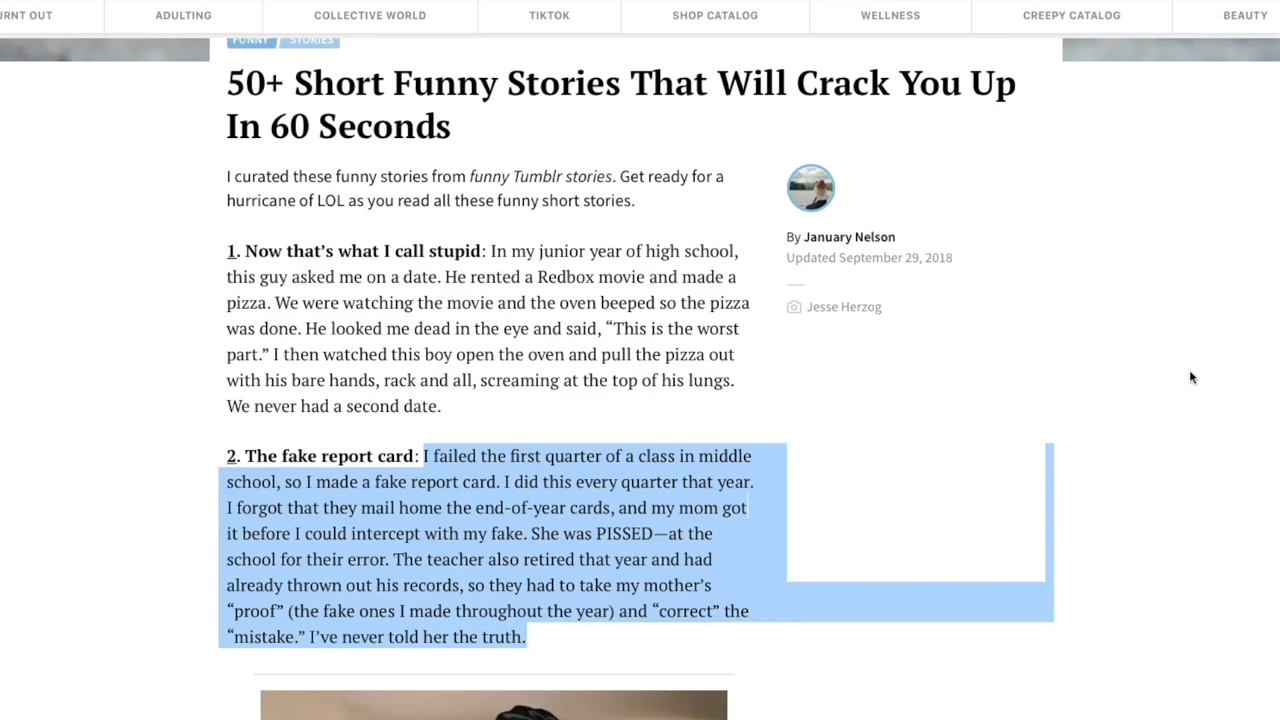 URNT OUT
ADULTING
COLLECTIVE WORLD
TIKTOK
SHOP CATALOG
WELLNESS
CREEPY CATALOG
BEAUTY
FUNNY
STORIES
50+ Short Funny Stories That Will Crack You Up
In 60 Seconds
I curated these funny stories from funny Tumblr stories. Get ready for a
hurricane of LOL as you read all these funny short stories.
By January Nelson
Updated September 29, 2018
Jesse Herzog
1. Now that’s what I call stupid: In my junior year of high school,
this guy asked me on a date. He rented a Redbox movie and made a
pizza. We were watching the movie and the oven beeped so the pizza
was done. He looked me dead in the eye and said, “This is the worst
part.” I then watched this boy open the oven and pull the pizza out
with his bare hands, rack and all, screaming at the top of his lungs.
We never had a second date.
2. The fake report card: I failed the first quarter of a class in middle
school, so I made a fake report card. I did this every quarter that year.
I forgot that they mail home the end-of-year cards, and my mom got
it before I could intercept with my fake. She was PISSED—at the
school for their error. The teacher also retired that year and had
already thrown out his records, so they had to take my mother’s
“proof” (the fake ones I made throughout the year) and “correct” the
“mistake.” I’ve never told her the truth.